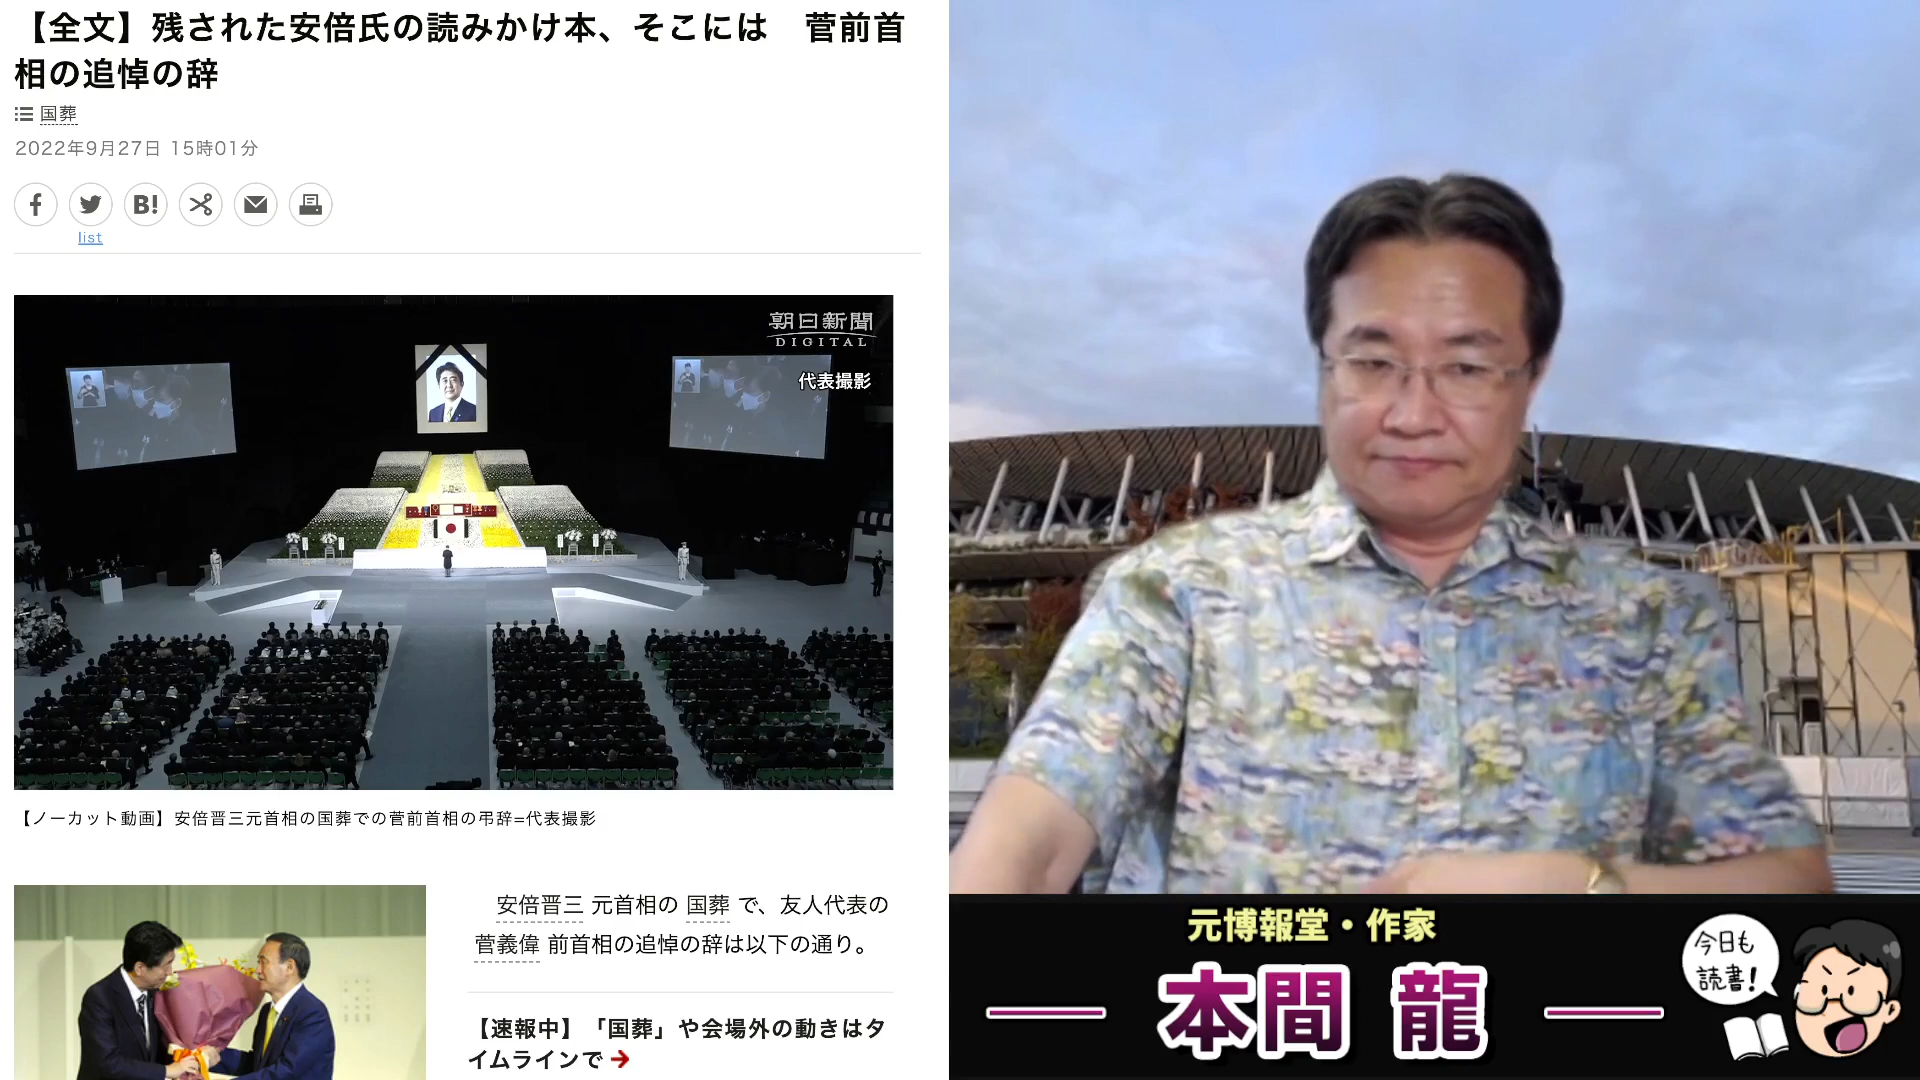 【全文】残された安倍氏の読みかけ本、そこには　菅前首
相の追悼の辞
国葬
2022年9月27日 15時01分
B!
list
朝日新聞
DIGITAL
代表撮影
【ノーカット動画】安倍晋三元首相の国葬での菅前首相の弔辞=代表撮影
安倍晋三 元首相の 国葬 で、友人代表の
菅義偉 前首相の追悼の辞は以下の通り。
【速報中】「国葬」や会場外の動きはタ
イムラインで
元博報堂・作家
本間 龍
今日も
読書!